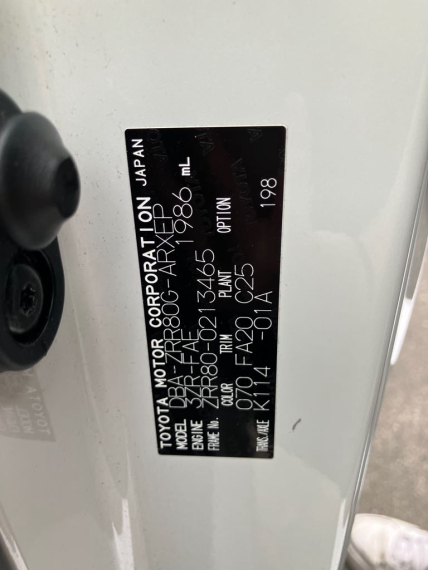 TOYOTA MOTOR CORPORATION JAPAN
MODEL DBA-ZRR80G-ARXEP
ENGINE 3ZR-FAE 1986 mL
FRAME No. ZRR80-0213465
COLOR TRIM PLANT OPTION
070 FA20 C25 198
TRANS/AXLE K114 -01A